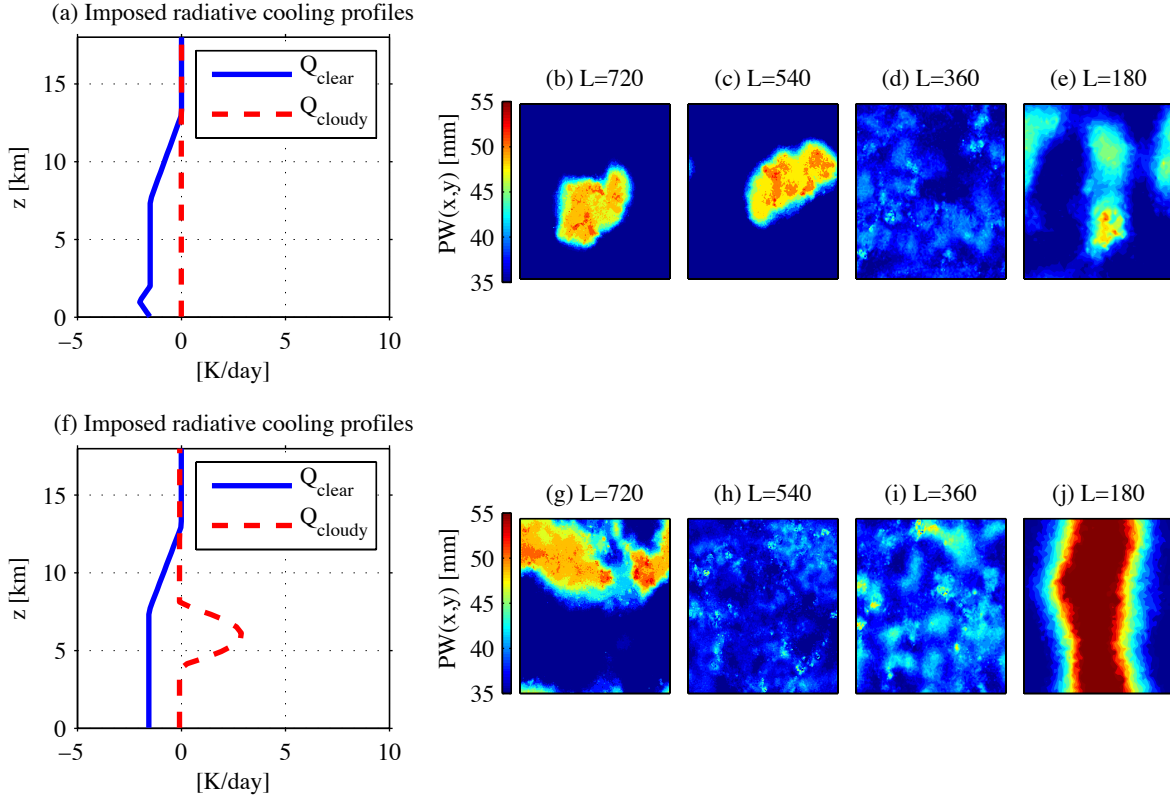 (a) Imposed radiative cooling profiles
Q_clear
Q_cloudy
15
10
5
0
z [km]
−5 0 5 10
[K/day]
(b) L=720
(c) L=540
(d) L=360
(e) L=180
55
50
45
40
35
PW(x,y) [mm]
(f) Imposed radiative cooling profiles
Q_clear
Q_cloudy
15
10
5
0
z [km]
−5 0 5 10
[K/day]
(g) L=720
(h) L=540
(i) L=360
(j) L=180
55
50
45
40
35
PW(x,y) [mm]